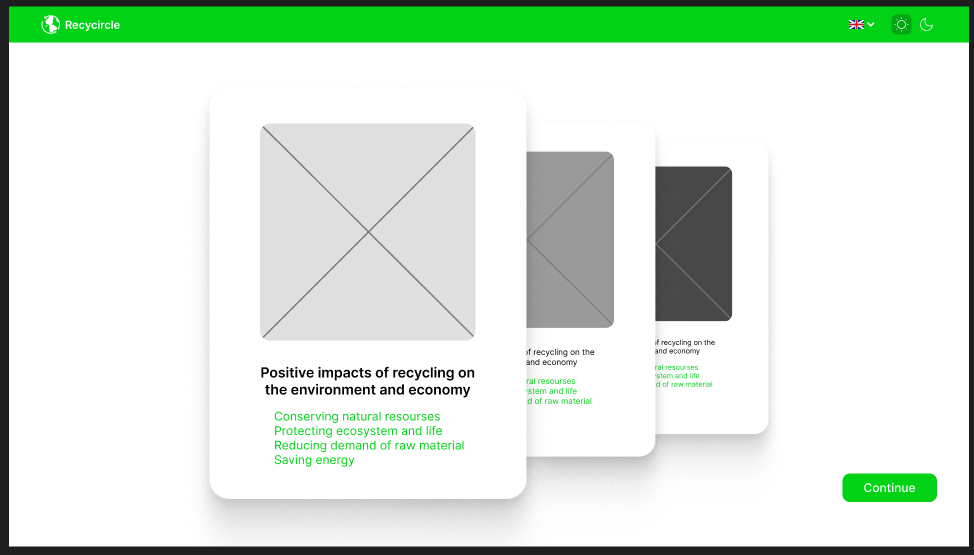 Recycircle
Positive impacts of recycling on
the environment and economy
Conserving natural resourses
Protecting ecosystem and life
Reducing demand of raw material
Saving energy
of recycling on the
and economy
ral resourses
stem and life
d of raw material
of recycling on the
and economy
ral resourses
stem and life
d of raw material
Continue